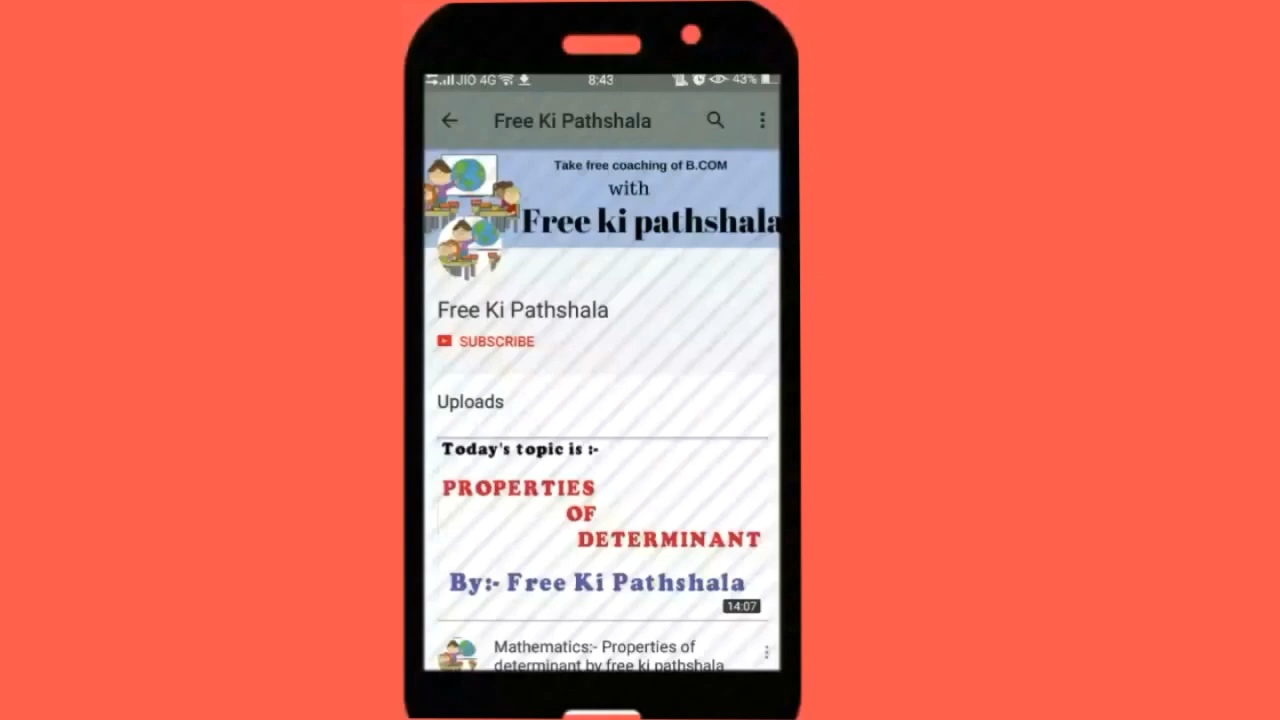 JIO 4G 8:43 43%
Free Ki Pathshala
Take free coaching of B.COM
with
Free ki pathshala
Free Ki Pathshala
SUBSCRIBE
Uploads
Today's topic is :-
PROPERTIES
OF
DETERMINANT
By:- Free Ki Pathshala
14:07
Mathematics:- Properties of
determinant by free ki pathshala